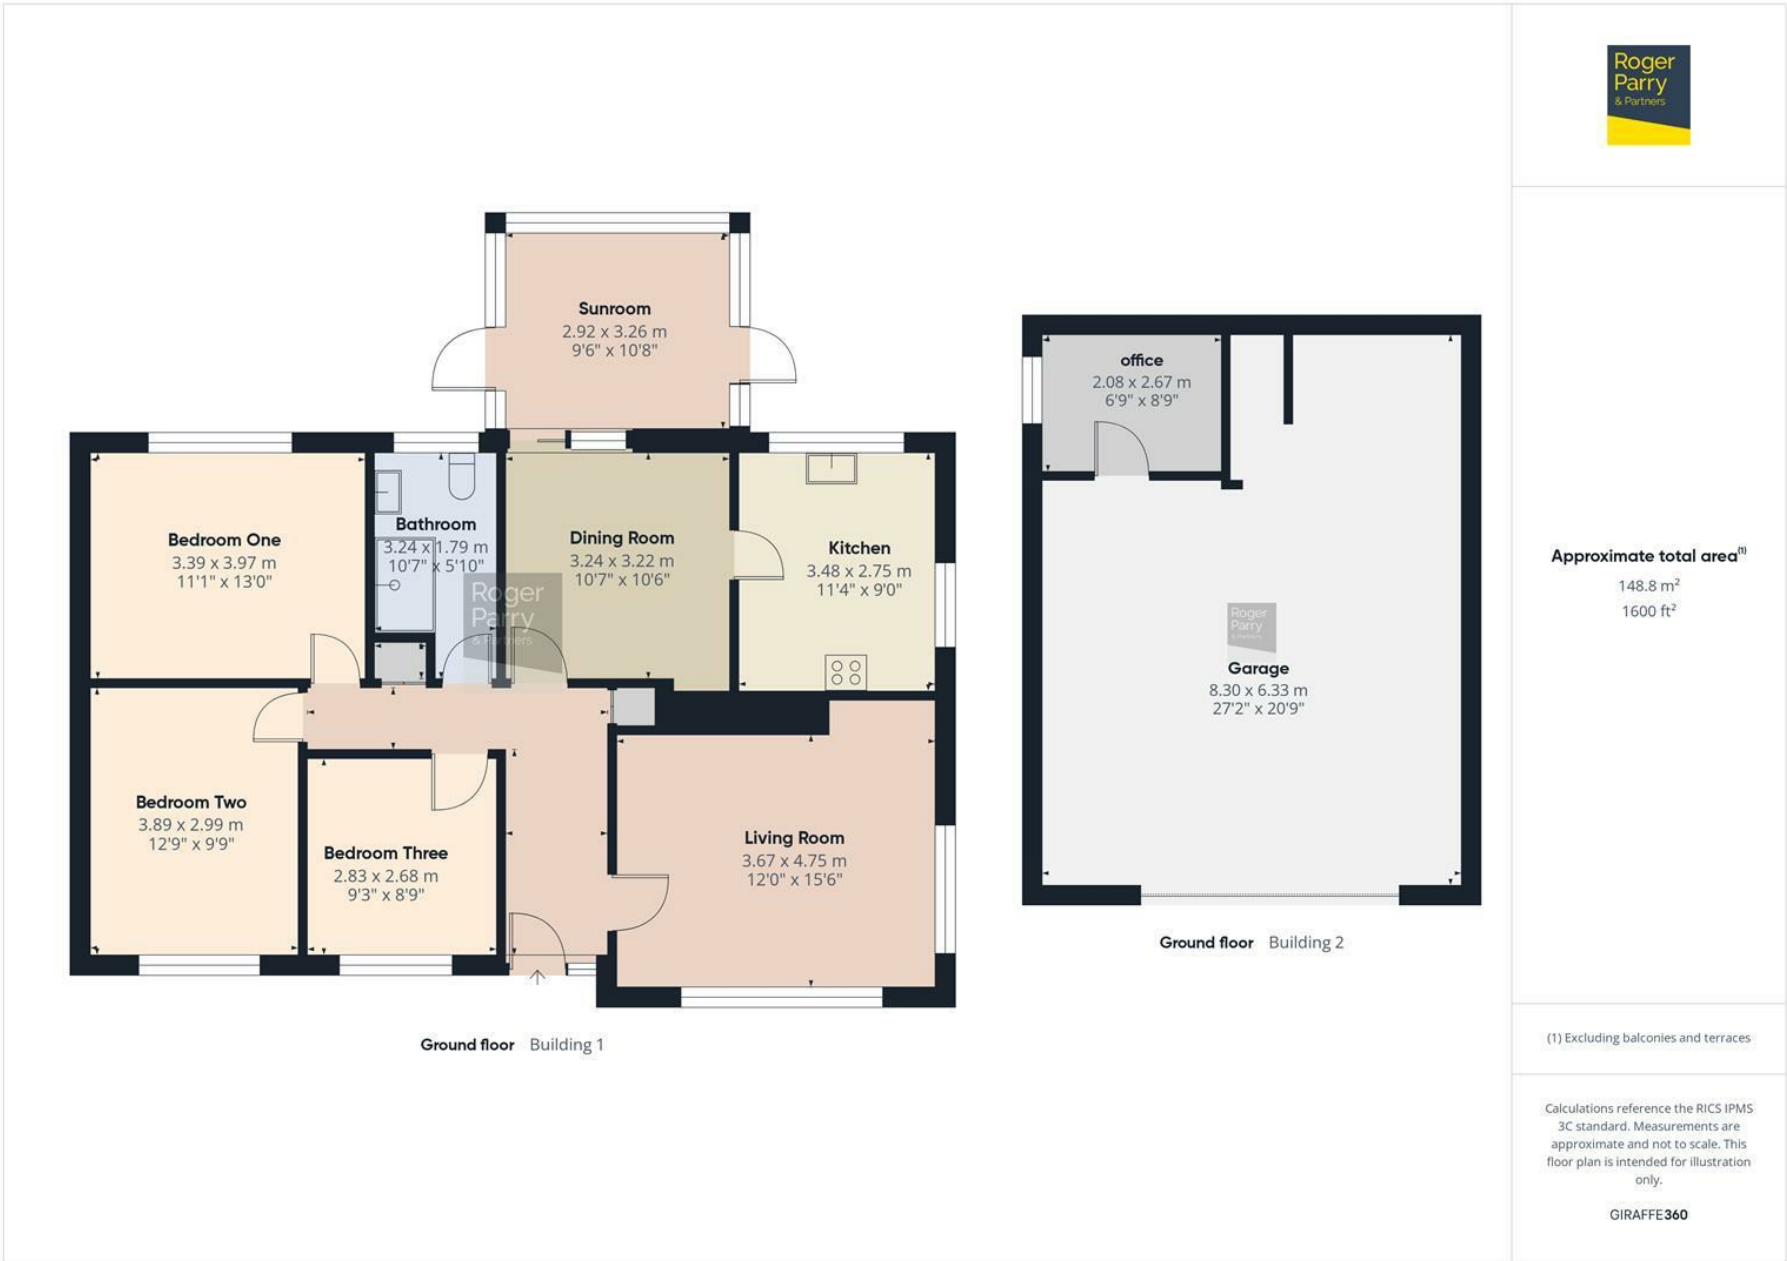 Roger
Parry
& Partners
Sunroom
2.92 x 3.26 m
9'6" x 10'8"
office
2.08 x 2.67 m
6'9" x 8'9"
Bedroom One
3.39 x 3.97 m
11'1" x 13'0"
Bathroom
3.24 x 1.79 m
10'7" x 5'10"
Dining Room
3.24 x 3.22 m
10'7" x 10'6"
Kitchen
3.48 x 2.75 m
11'4" x 9'0"
Roger
Parry
& Partners
Roger
Parry
& Partners
Garage
8.30 x 6.33 m
27'2" x 20'9"
Bedroom Two
3.89 x 2.99 m
12'9" x 9'9"
Bedroom Three
2.83 x 2.68 m
9'3" x 8'9"
Living Room
3.67 x 4.75 m
12'0" x 15'6"
Ground floor Building 1
Ground floor Building 2
Approximate total area(1)
148.8 m²
1600 ft²
(1) Excluding balconies and terraces
Calculations reference the RICS IPMS
3C standard. Measurements are
approximate and not to scale. This
floor plan is intended for illustration
only.
GIRAFFE360